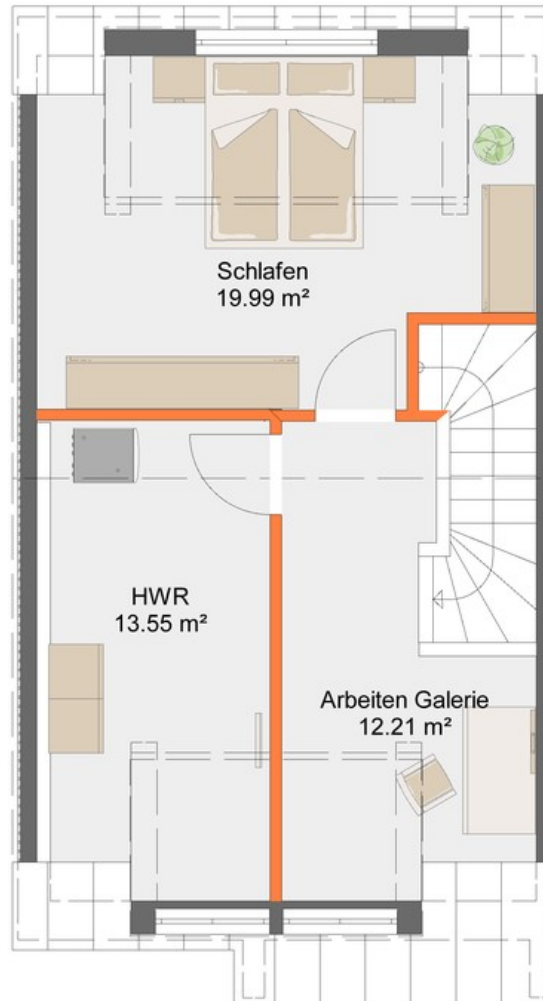 Schlafen
19.99 m²
HWR
13.55 m²
Arbeiten Galerie
12.21 m²